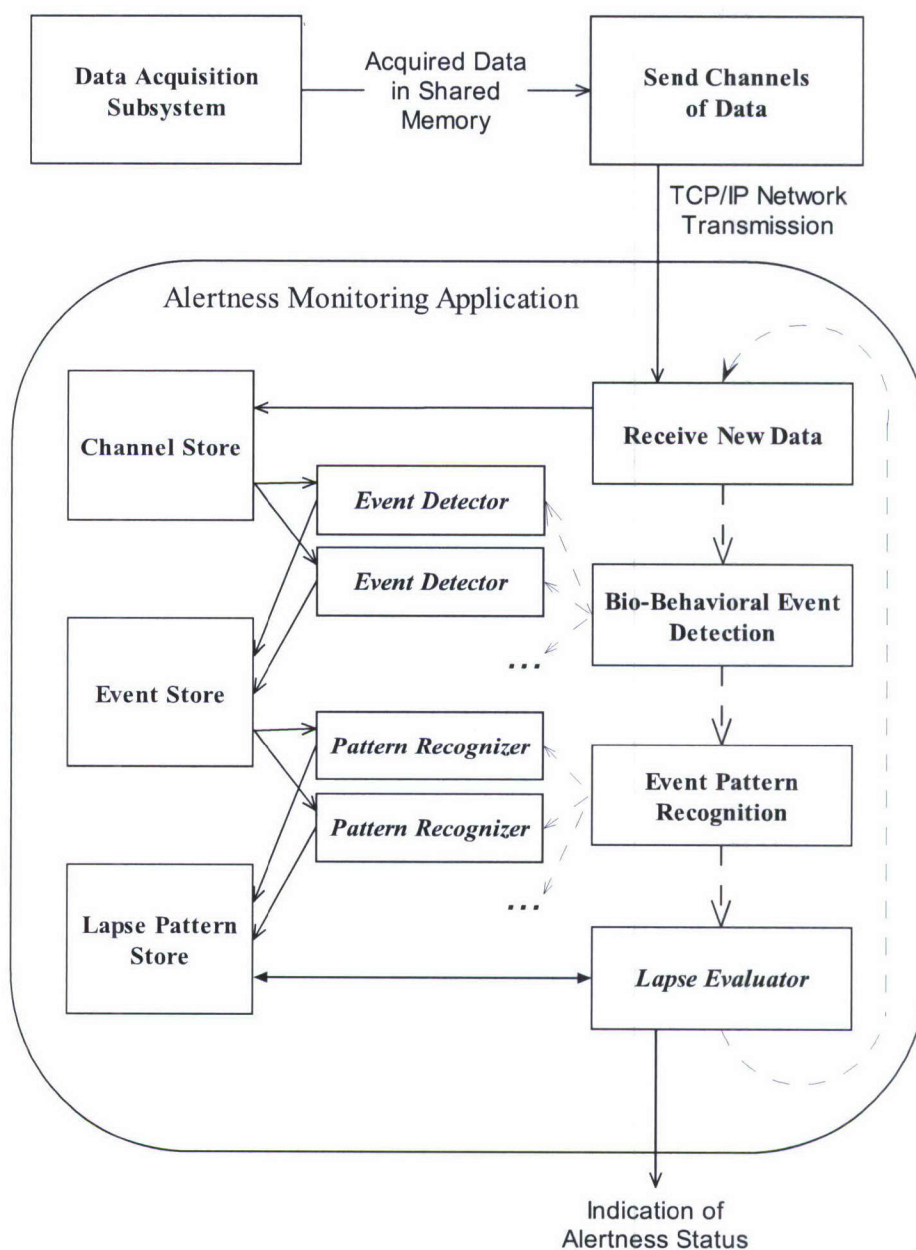 Data Acquisition
Subsystem
Acquired Data
in Shared
Memory
Send Channels
of Data
TCP/IP Network
Transmission
Alertness Monitoring Application
Channel Store
Receive New Data
Event Detector
Event Detector
...
Bio-Behavioral Event
Detection
Event Store
Pattern Recognizer
Pattern Recognizer
...
Event Pattern
Recognition
Lapse Pattern
Store
Lapse Evaluator
Indication of
Alertness Status